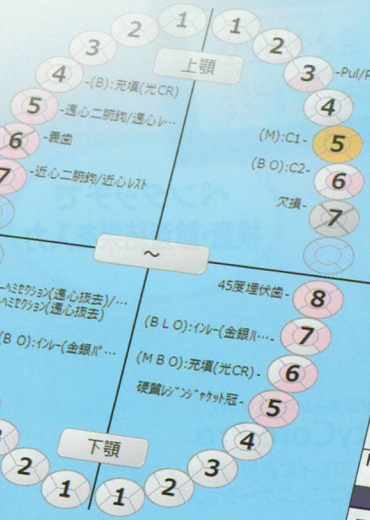 1
2
3
4
5
6
7
-(B):充填(光CR)
-遠心二腕鉤/遠心レ…
-義歯
-近心二腕鉤/近心レスト
上顎
1
2
3
4
5
6
7
-Pul/
(M):C1-
(B O):C2-
欠損-
～
-ヘミセクション(遠心抜去)/…
-ヘミセクション(遠心抜去)
(B O):インレー(金銀パ…
45度埋伏歯-
(B L O):インレー(金銀ハ…-
(M B O):充填(光CR)-
硬質レジンジャケット冠-
8
7
6
5
4
3
2
1
下顎
2
1